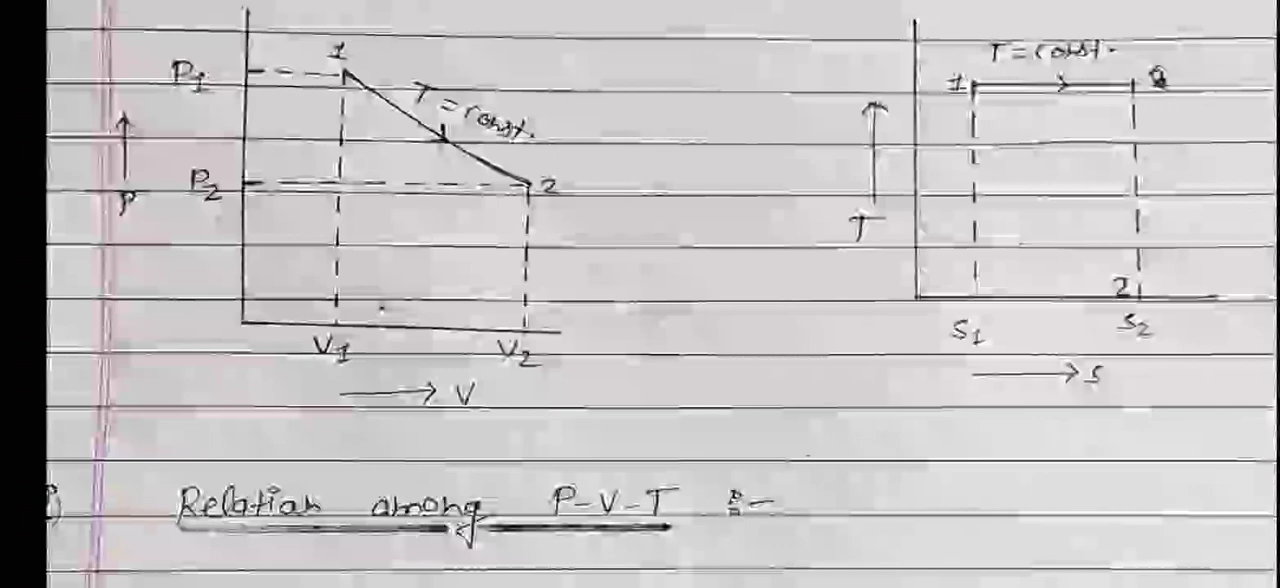 1
P1
T = const.
P2
2
P
V1
V2
V
T = const.
1
2
T
2
S1
S2
S
Relation among P-V-T :-